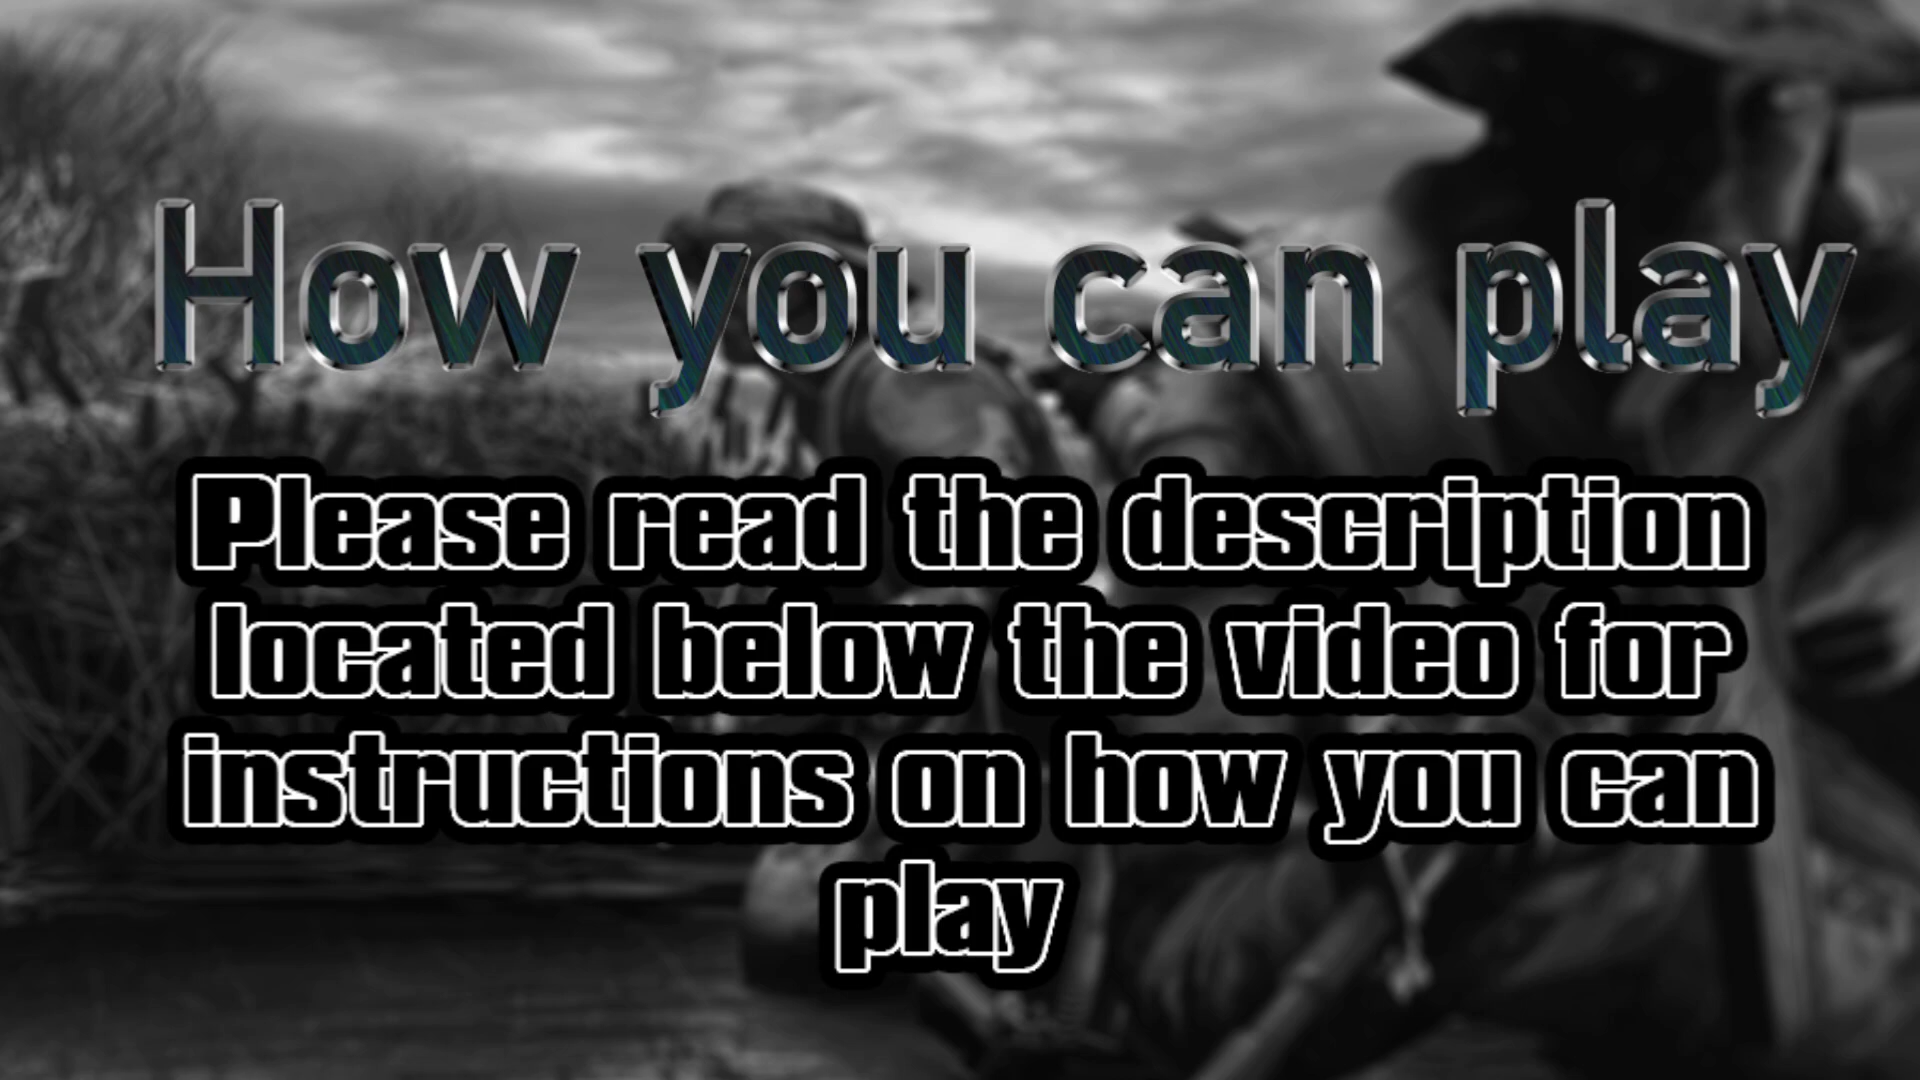 How you can play
Please read the description
located below the video for
instructions on how you can
play